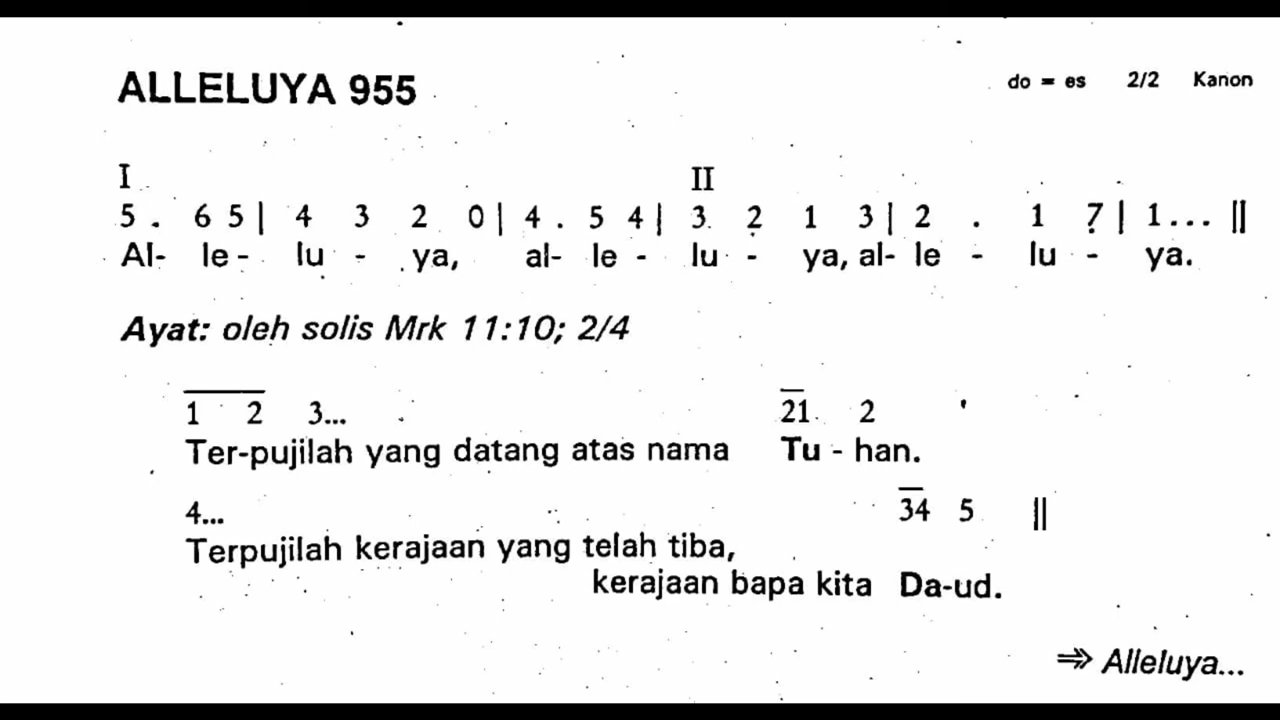 ALLELUYA 955 do = es 2/2 Kanon
I II
5 . 6 5 | 4 3 2 0 | 4 . 5 4 | 3 2 1 3 | 2 . 1 7̣ | 1... ||
Al- le - lu - ya, al- le - lu - ya, al- le - lu - ya.
Ayat: oleh solis Mrk 11:10; 2/4
1 2 3... 21 2 '
Ter-pujilah yang datang atas nama Tu - han.
4... 34 5 ||
Terpujilah kerajaan yang telah tiba,
kerajaan bapa kita Da-ud.
⇒ Alleluya...